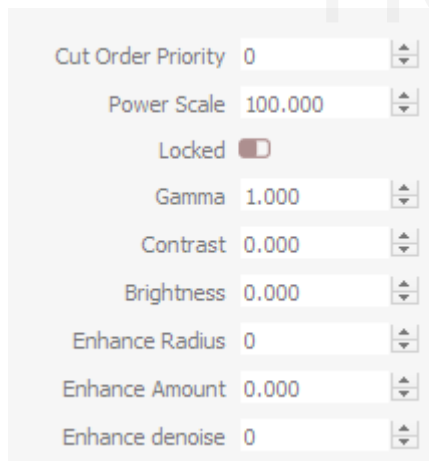 Cut Order Priority 0
Power Scale 100.000
Locked
Gamma 1.000
Contrast 0.000
Brightness 0.000
Enhance Radius 0
Enhance Amount 0.000
Enhance denoise 0